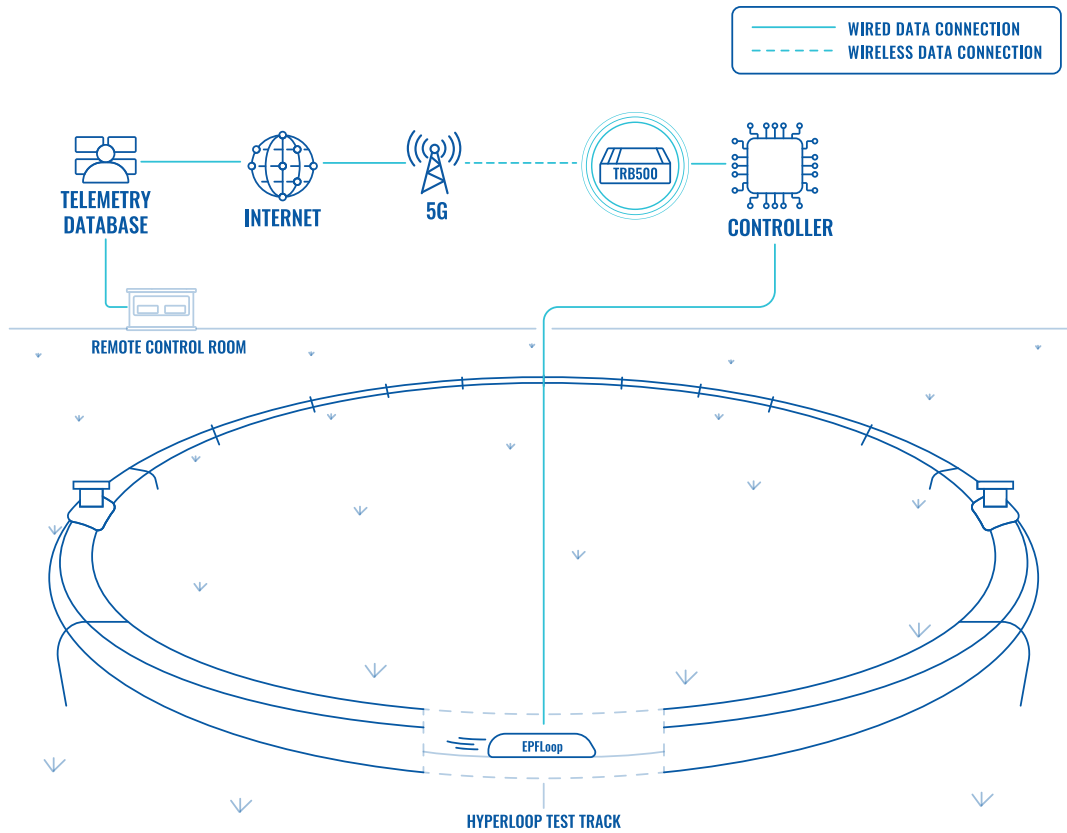 WIRED DATA CONNECTION
WIRELESS DATA CONNECTION
TRB500
TELEMETRY
DATABASE
INTERNET
5G
CONTROLLER
REMOTE CONTROL ROOM
EPFLoop
HYPERLOOP TEST TRACK